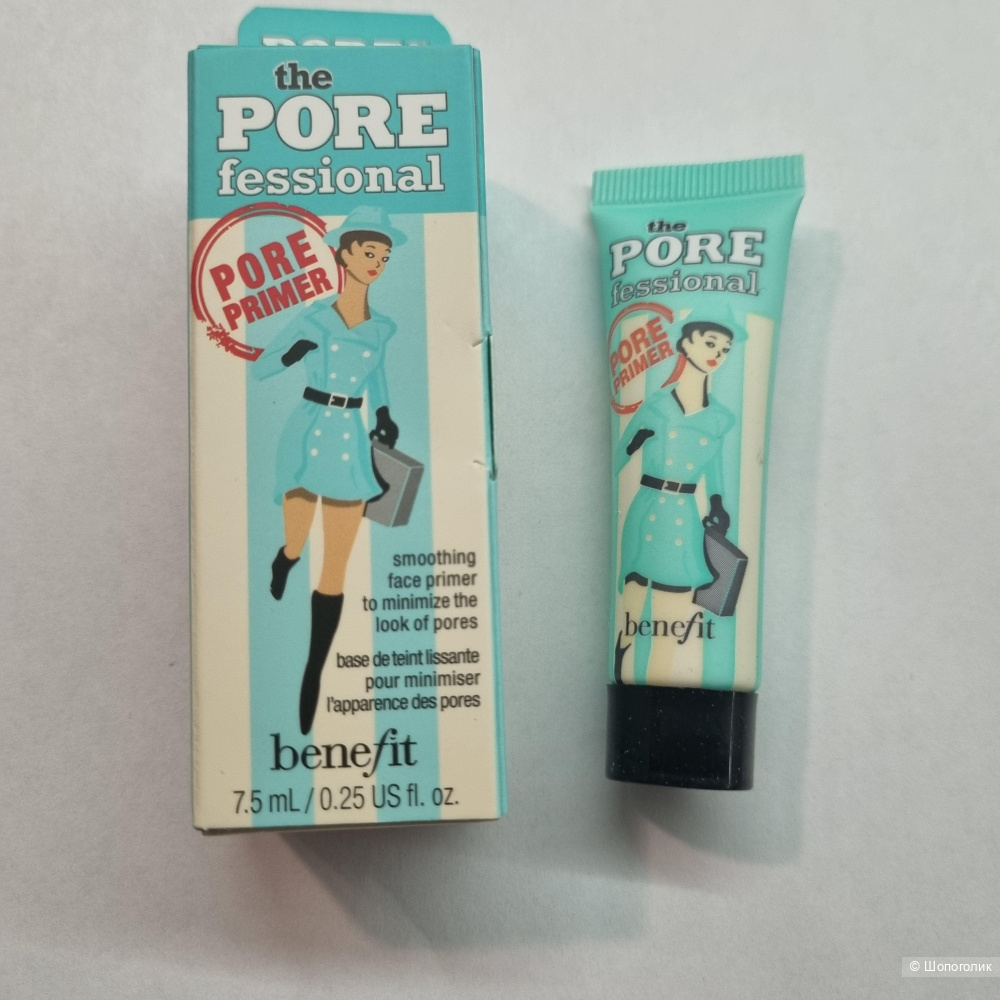 the
PORE
fessional
PORE
PRIMER
smoothing
face primer
to minimize the
look of pores
base de teint lissante
pour minimiser
l'apparence des pores
benefit
7.5 mL / 0.25 US fl. oz.
the
PORE
fessional
PORE
PRIMER
benefit
© Шопоголик